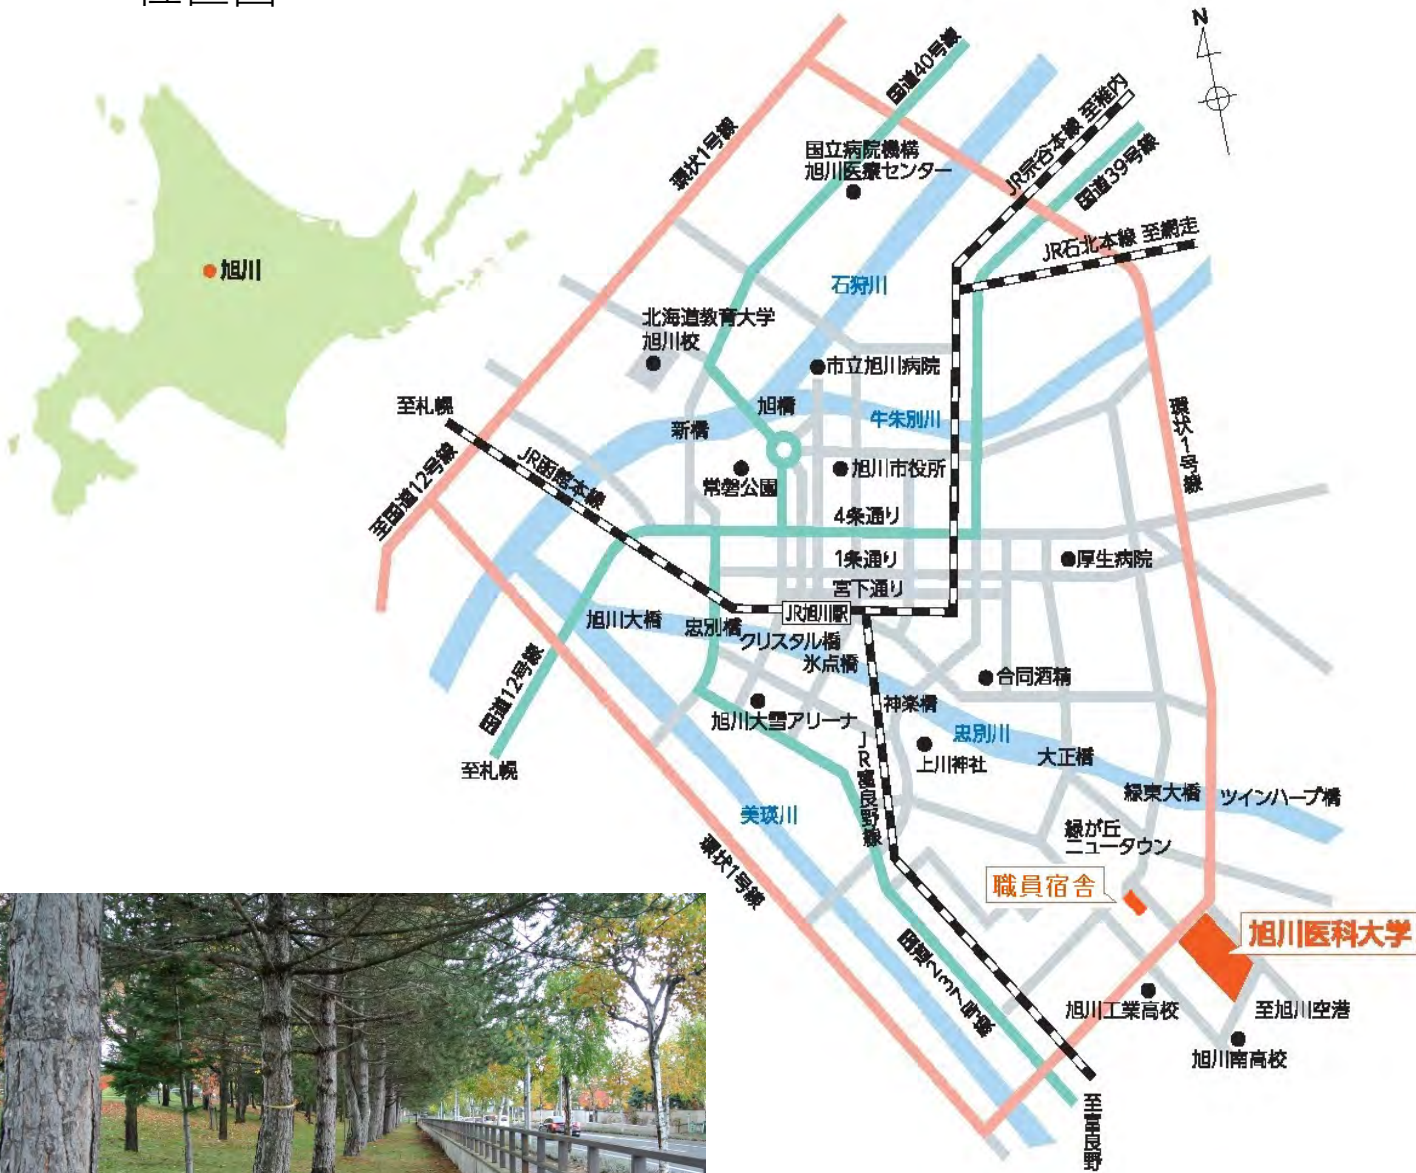 N
国道40号線
環状1号線
JR宗谷本線 至稚内
国道39号線
国立病院機構
旭川医療センター
JR石北本線 至網走
旭川
石狩川
北海道教育大学
旭川校
市立旭川病院
至札幌
旭橋
新橋
牛朱別川
環状1号線
至国道12号線
JR函館本線
常磐公園
旭川市役所
4条通り
1条通り
厚生病院
宮下通り
JR旭川駅
旭川大橋
忠別橋
クリスタル橋
氷点橋
国道12号線
合同酒精
神楽橋
旭川大雪アリーナ
忠別川
上川神社
大正橋
至札幌
JR富良野線
緑東大橋
ツインハープ橋
美瑛川
緑が丘
ニュータウン
環状1号線
職員宿舎
旭川医科大学
国道237号線
旭川工業高校
至旭川空港
旭川南高校
至富良野